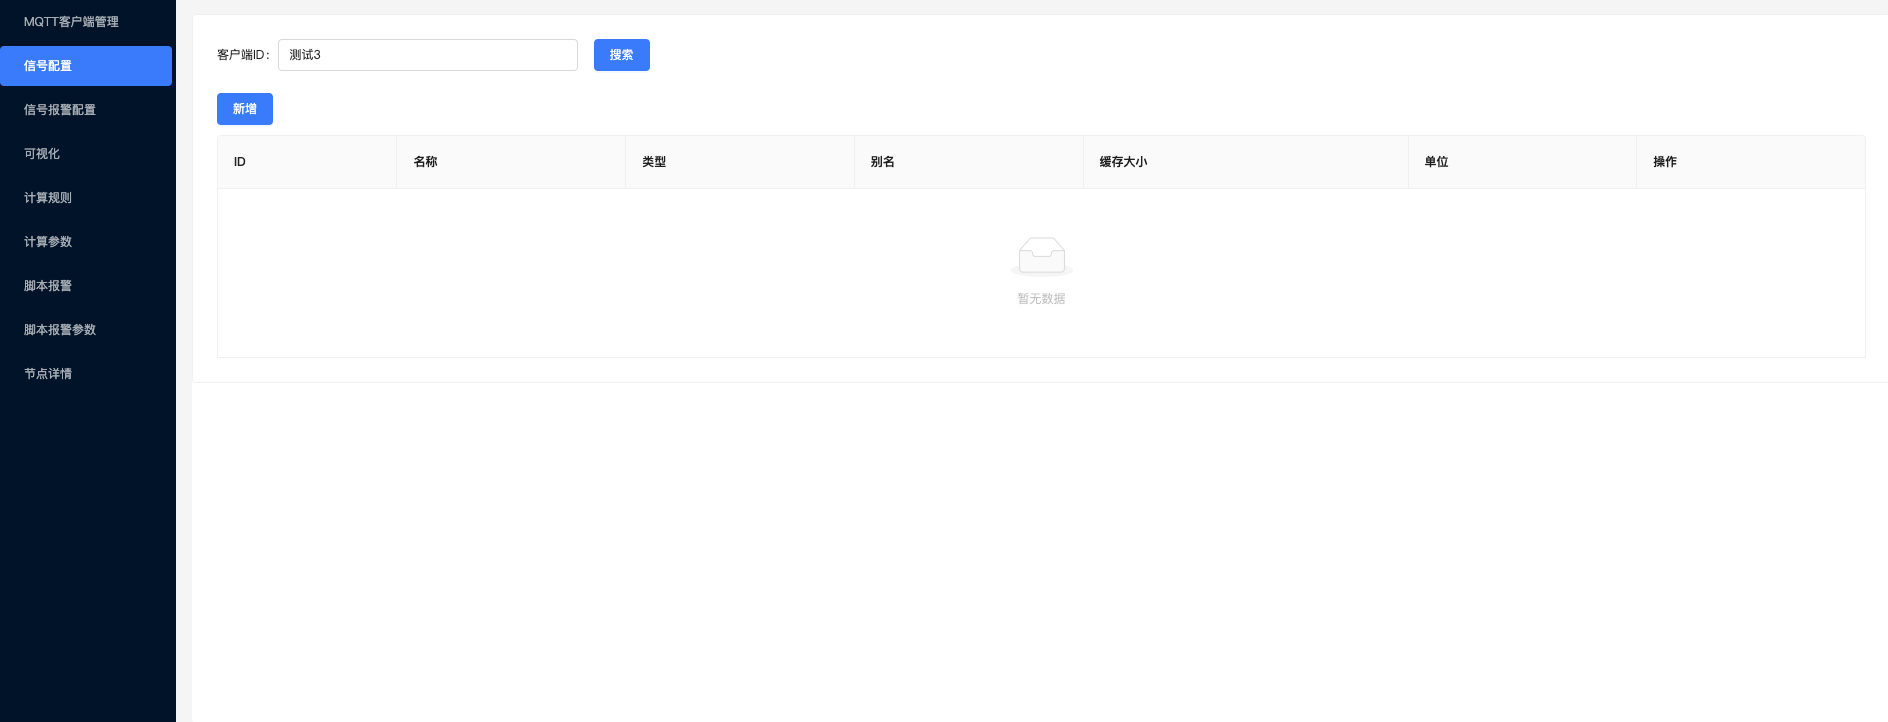 MQTT客户端管理
信号配置
信号报警配置
可视化
计算规则
计算参数
脚本报警
脚本报警参数
节点详情
客户端ID： 测试3 搜索
新增
ID 名称 类型 别名 缓存大小 单位 操作
暂无数据